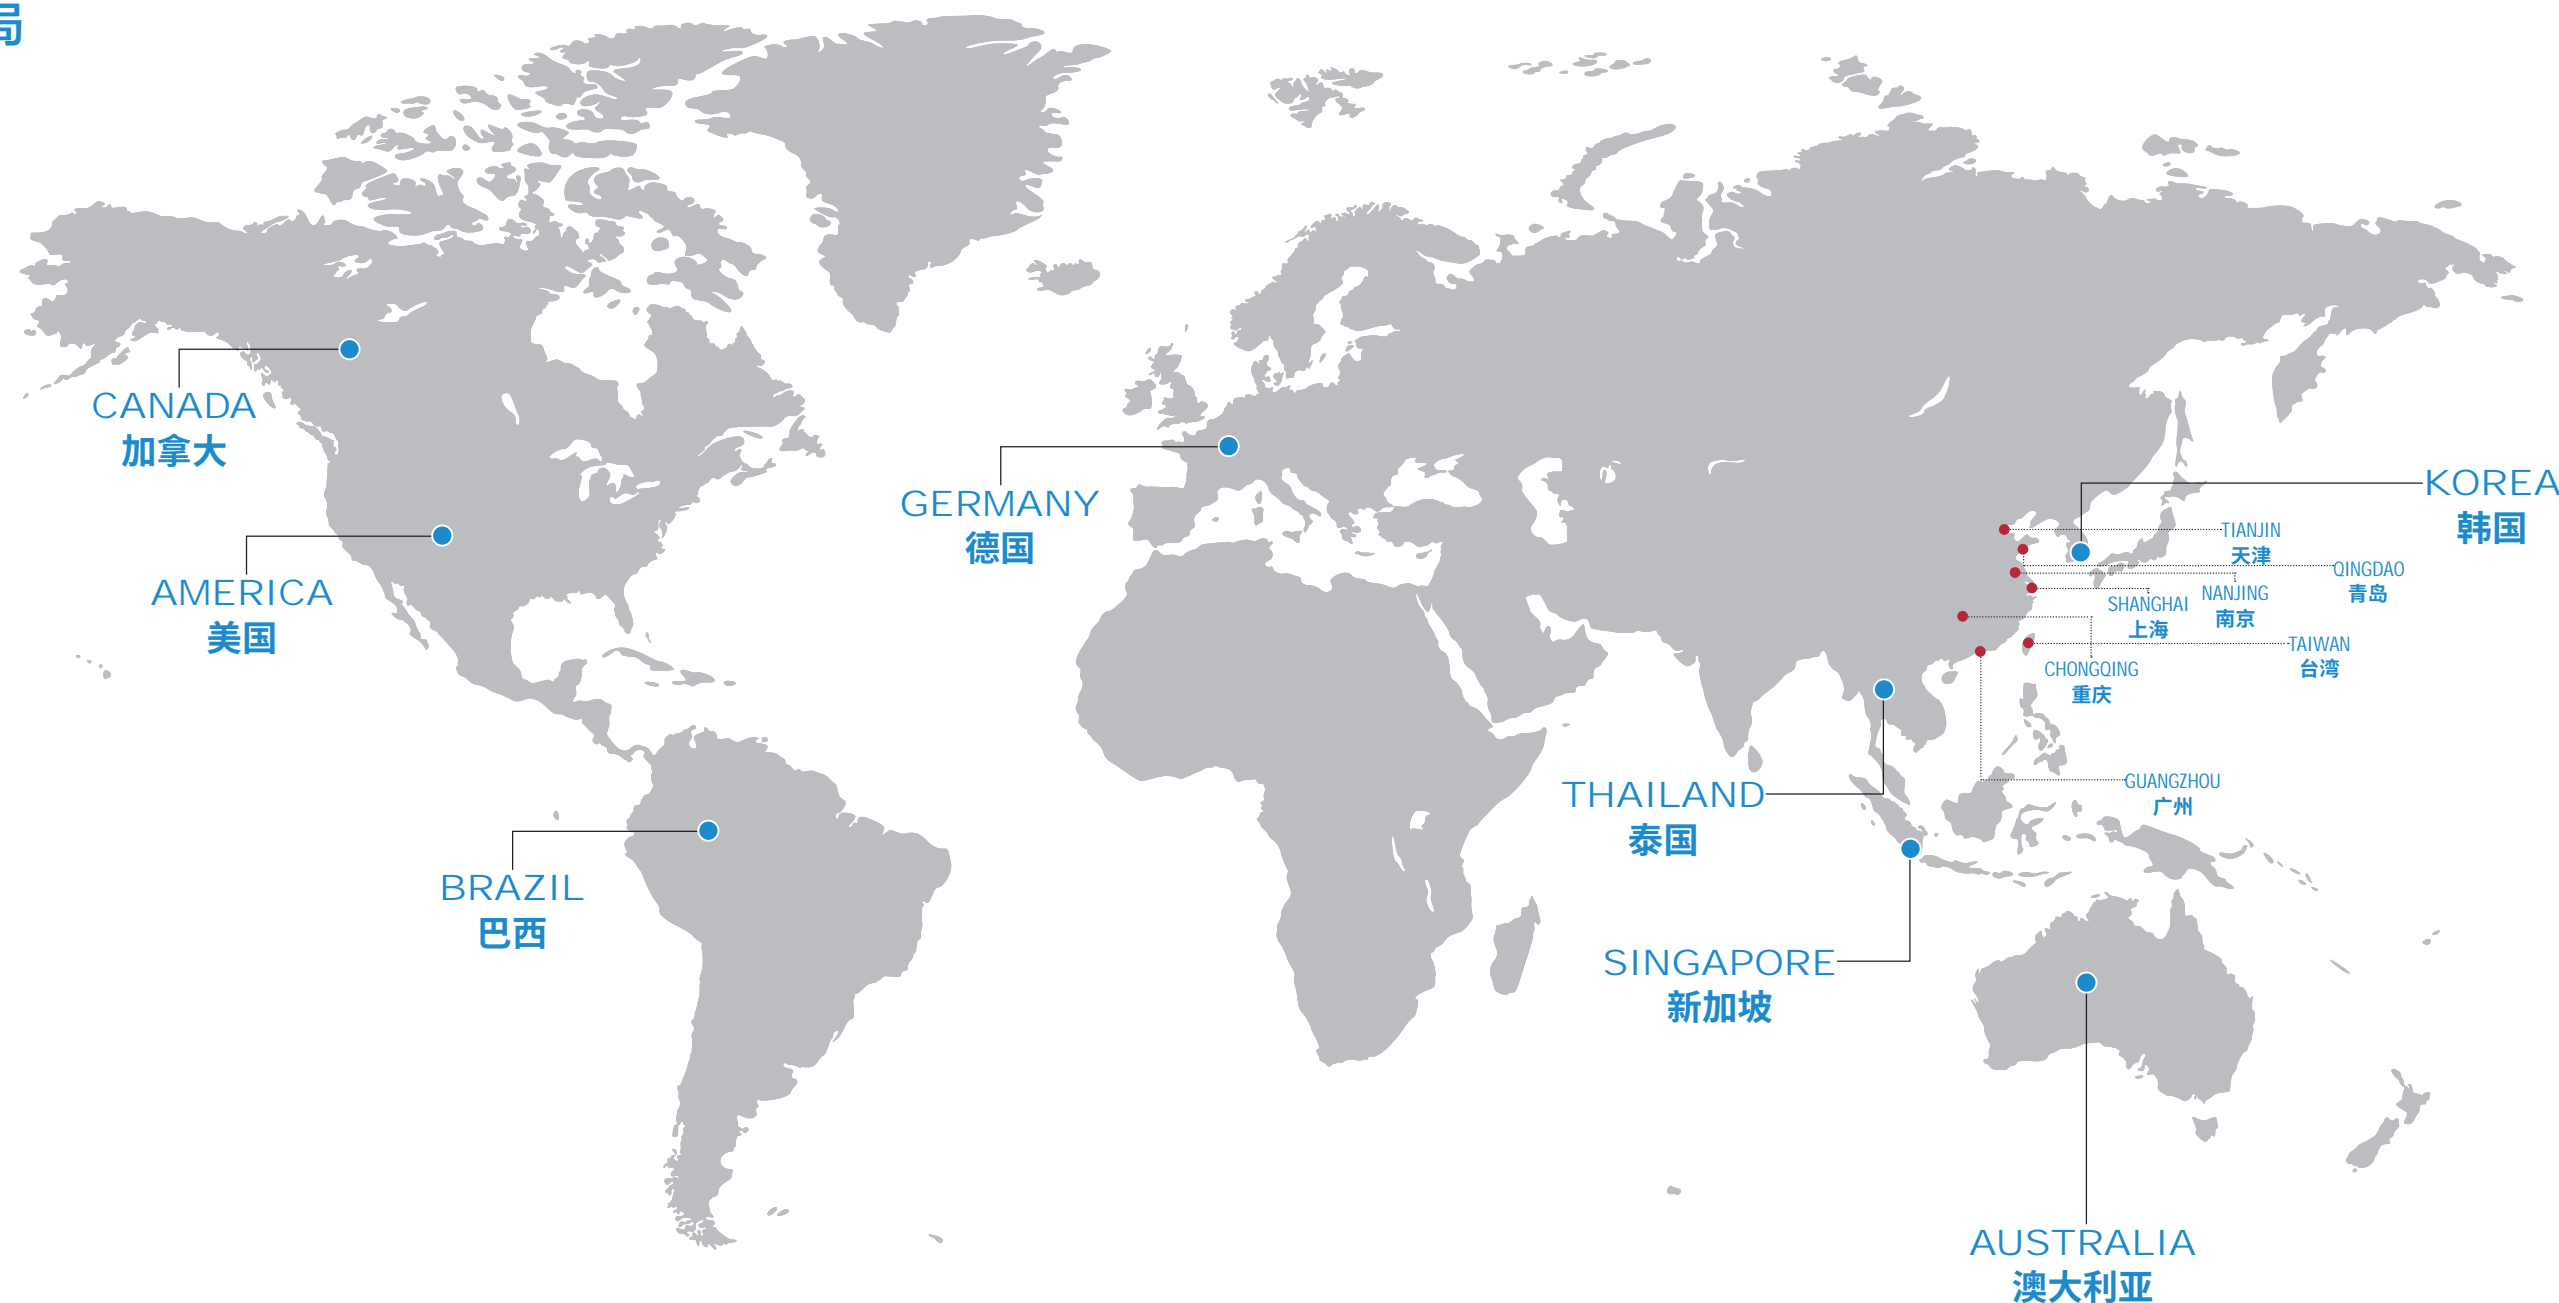 局
CANADA
加拿大
GERMANY
德国
KOREA
韩国
AMERICA
美国
TIANJIN
天津
QINGDAO
青岛
NANJING
南京
SHANGHAI
上海
TAIWAN
台湾
CHONGQING
重庆
GUANGZHOU
广州
THAILAND
泰国
BRAZIL
巴西
SINGAPORE
新加坡
AUSTRALIA
澳大利亚